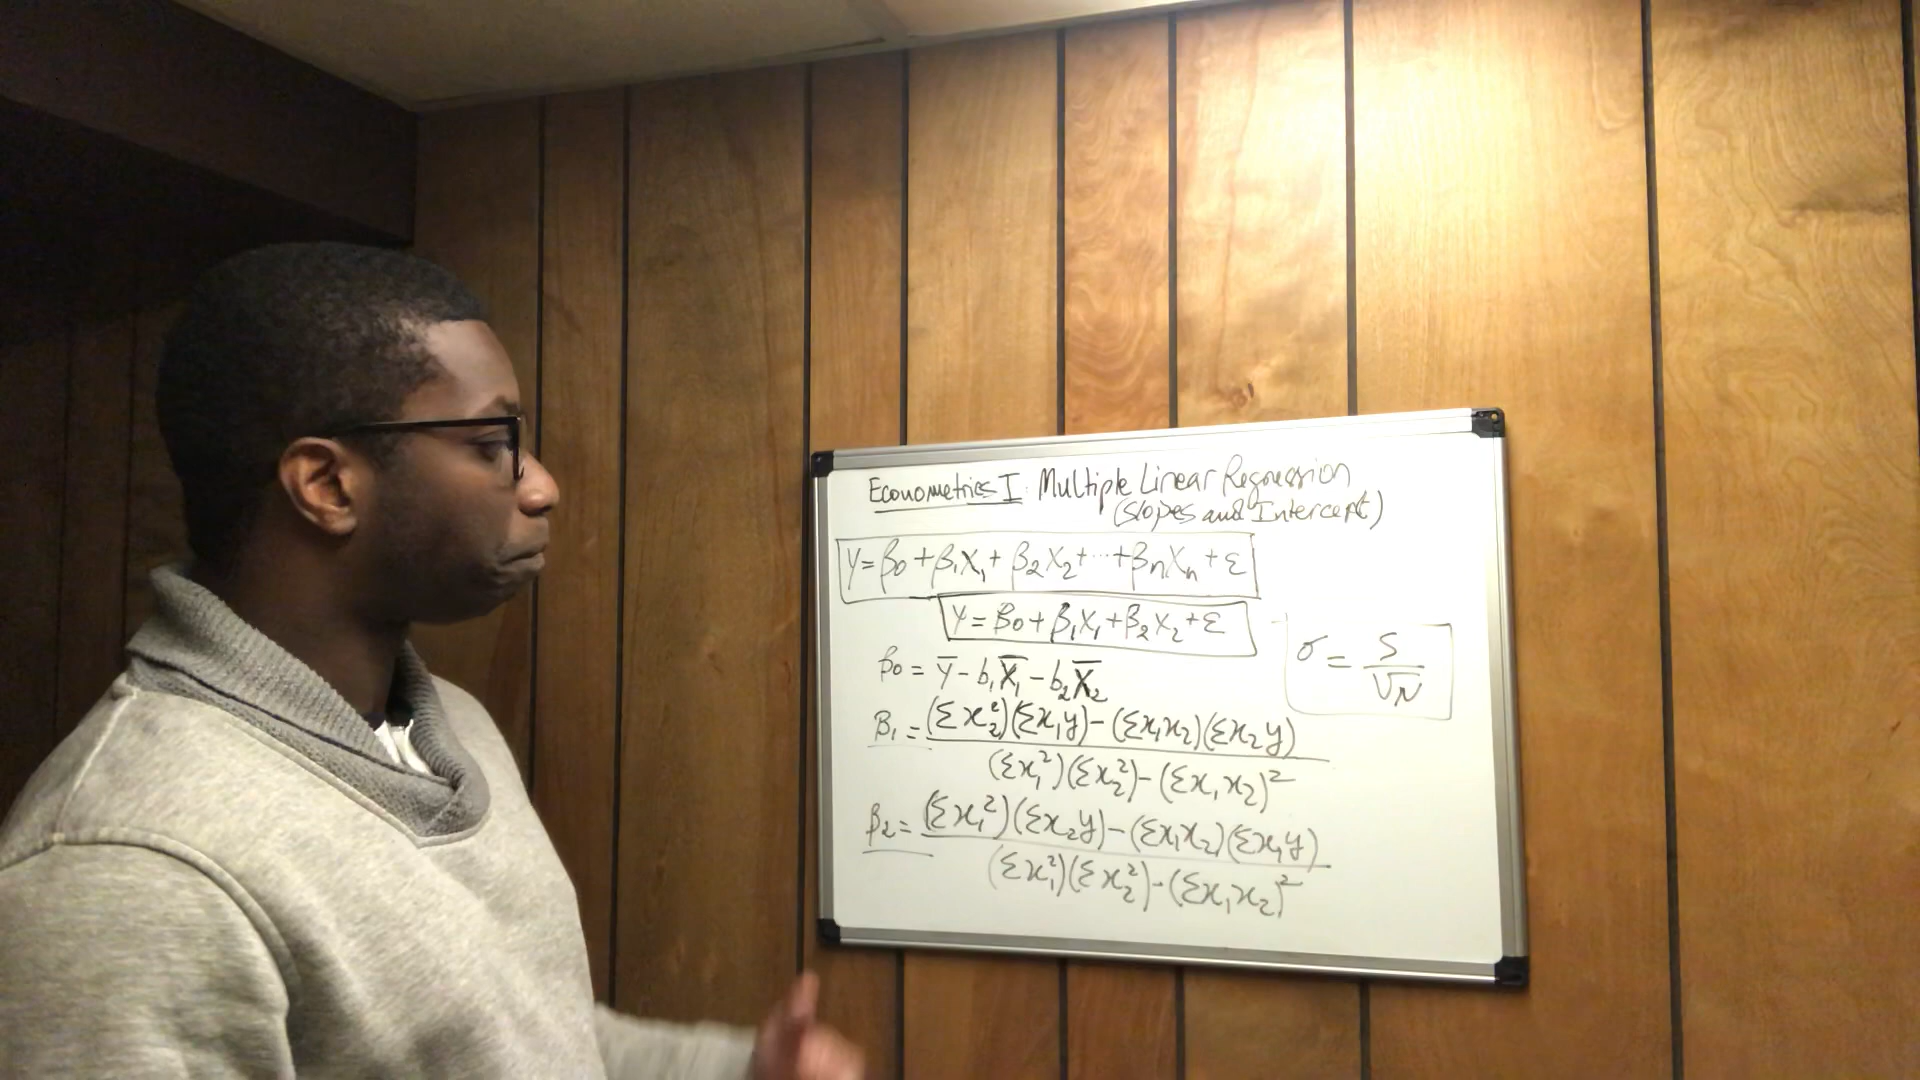 Econometrics I: Multiple Linear Regression
(Slopes and Intercept)
Y = β0 + β1X1 + β2X2 + ... + βnXn + ε
Y = β0 + β1X1 + β2X2 + ε
σ = S / √N
β0 = Y̅ - b1X̅1 - b2X̅2
β1 = (Σx2²)(Σx1y) - (Σx1x2)(Σx2y)
(Σx1²)(Σx2²) - (Σx1x2)²
β2 = (Σx1²)(Σx2y) - (Σx1x2)(Σx1y)
(Σx1²)(Σx2²) - (Σx1x2)²